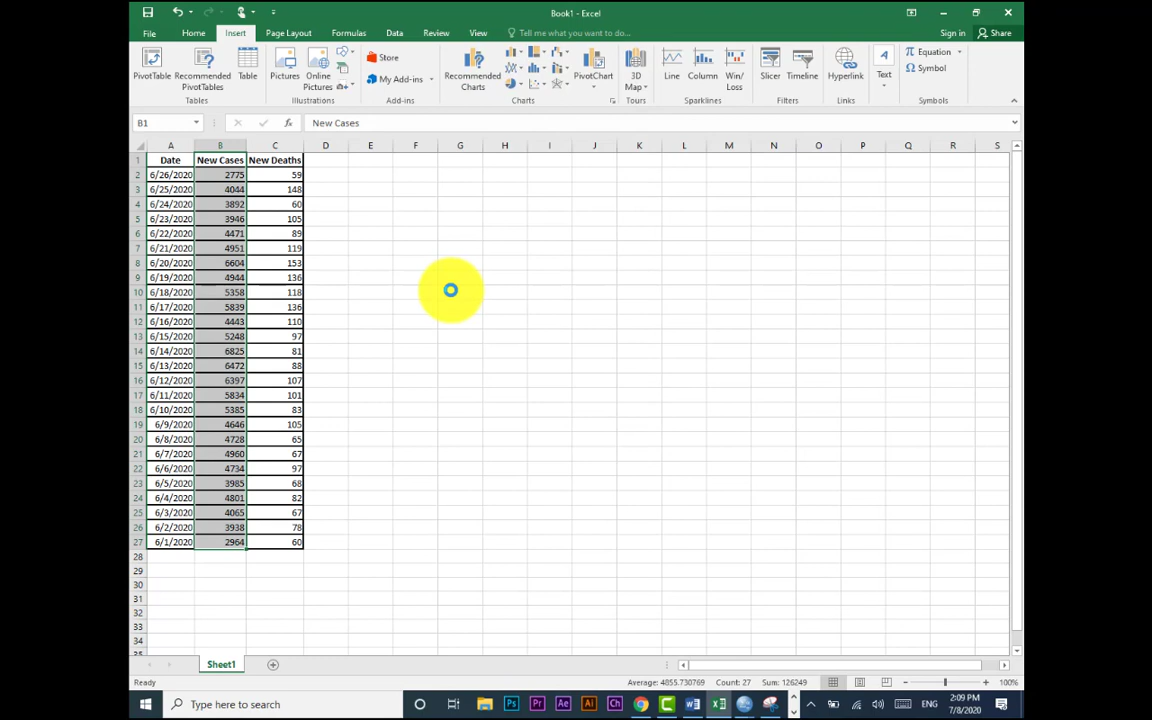 Book1 - Excel
File Home Insert Page Layout Formulas Data Review View Tell me what you want to do... Sign in Share
PivotTable Recommended PivotTables Table Pictures Online Pictures Store My Add-ins Recommended Charts PivotChart 3D Map Line Column Win/Loss Slicer Timeline Hyperlink Text Equation Symbol
Tables Illustrations Add-ins Charts Tours Sparklines Filters Links Symbols
B1 fx New Cases
A B C D E F G H I J K L M N O P Q R S
1 Date New Cases New Deaths
2 6/26/2020 2775 59
3 6/25/2020 4044 148
4 6/24/2020 3892 60
5 6/23/2020 3946 105
6 6/22/2020 4471 89
7 6/21/2020 4951 119
8 6/20/2020 6604 153
9 6/19/2020 4944 136
10 6/18/2020 5358 118
11 6/17/2020 5839 136
12 6/16/2020 4443 110
13 6/15/2020 5248 97
14 6/14/2020 6825 81
15 6/13/2020 6472 88
16 6/12/2020 6397 107
17 6/11/2020 5834 101
18 6/10/2020 5385 83
19 6/9/2020 4646 105
20 6/8/2020 4728 65
21 6/7/2020 4960 67
22 6/6/2020 4734 97
23 6/5/2020 3985 68
24 6/4/2020 4801 82
25 6/3/2020 4065 67
26 6/2/2020 3938 78
27 6/1/2020 2964 60
28
29
30
31
32
33
34
35
Sheet1
Ready Average: 4855.730769 Count: 27 Sum: 126249 100%
Type here to search Ps Pr Ae Ai Ch ENG 2:09 PM
7/8/2020